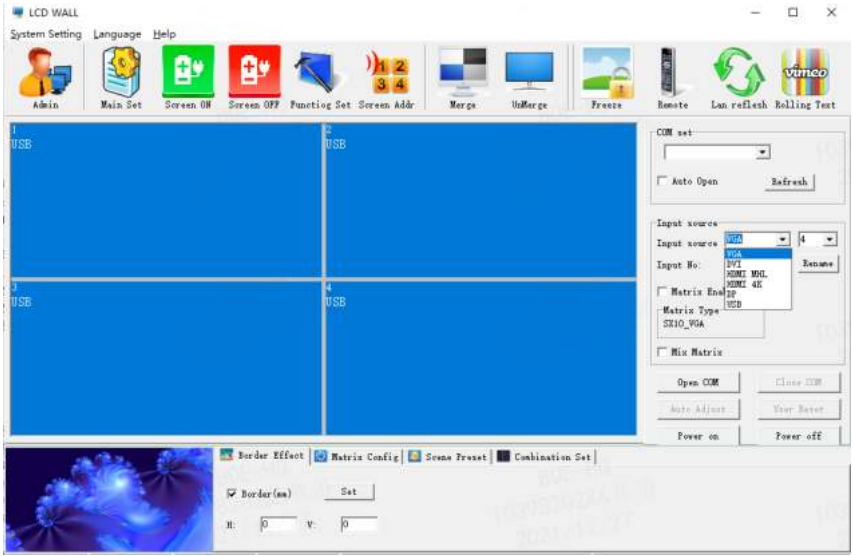 LCD WALL
System Setting Language Help
Admin Main Set Screen ON Screen OFF Functiog Set Screen Addr Merge UnMerge Freeze Remote Lan reflesh Rolling Text
1 2
3 4
vimeo
1 2
USB USB
3 4
USB USB
COM set
Auto Open Refresh
Input source
Input source VGA 4
VGA
DVI
HDMI MHL
HDMI 4K
DP
USB
Input No: Rename
Matrix Ena
Matrix Type
SX10_VGA
Mix Matrix
Open COM Close COM
Auto Adjust User Reset
Power on Power off
Border Effect Matrix Config Scene Preset Combination Set
Border(mm) Set
H: 0 V: 0